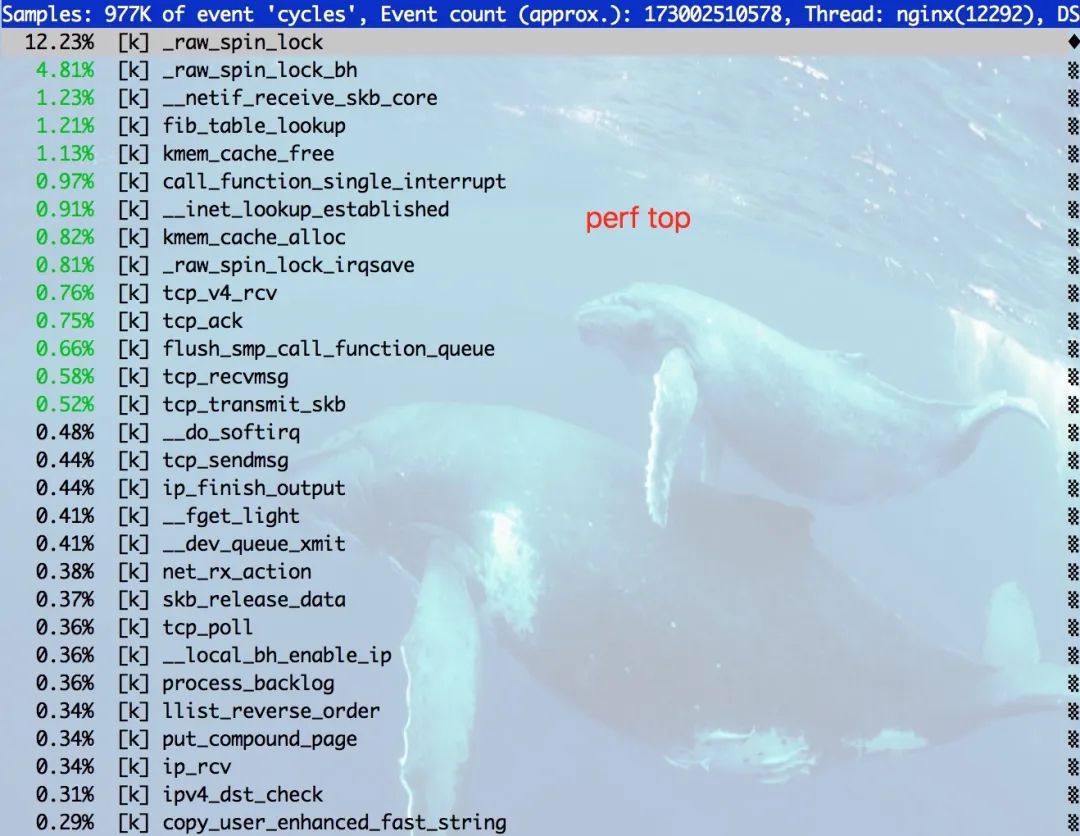 Samples: 977K of event 'cycles', Event count (approx.): 173002510578, Thread: nginx(12292), DS
12.23% [k] _raw_spin_lock
4.81% [k] _raw_spin_lock_bh
1.23% [k] __netif_receive_skb_core
1.21% [k] fib_table_lookup
1.13% [k] kmem_cache_free
0.97% [k] call_function_single_interrupt
0.91% [k] __inet_lookup_established
perf top
0.82% [k] kmem_cache_alloc
0.81% [k] _raw_spin_lock_irqsave
0.76% [k] tcp_v4_rcv
0.75% [k] tcp_ack
0.66% [k] flush_smp_call_function_queue
0.58% [k] tcp_recvmsg
0.52% [k] tcp_transmit_skb
0.48% [k] __do_softirq
0.44% [k] tcp_sendmsg
0.44% [k] ip_finish_output
0.41% [k] __fget_light
0.41% [k] __dev_queue_xmit
0.38% [k] net_rx_action
0.37% [k] skb_release_data
0.36% [k] tcp_poll
0.36% [k] __local_bh_enable_ip
0.36% [k] process_backlog
0.34% [k] llist_reverse_order
0.34% [k] put_compound_page
0.34% [k] ip_rcv
0.31% [k] ipv4_dst_check
0.29% [k] copy_user_enhanced_fast_string